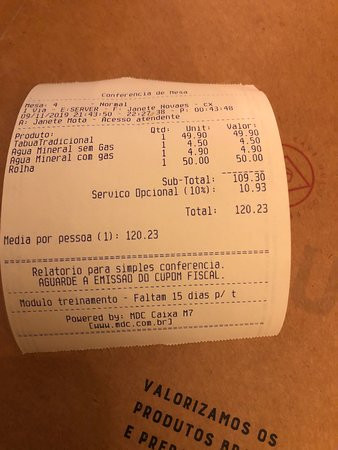 Conferencia de Mesa
Mesa: 4 Normal
1 Via - E:SERVER - F: Janete Novaes - cx
09/11/2019 21:43:50 22:27:38 - P: 00:43:48
A: Janete Mota - Acesso atendente
Produto: Qtd: Unit: Valor:
TabuaTradicional 1 49.90 49.90
Agua Mineral sem Gas 1 4.50 4.50
Agua Mineral com gas 1 4.90 4.90
Rolha 1 50.00 50.00
Sub-Total: 109.30
Servico Opcional (10%): 10.93
Total: 120.23
Media por pessoa (1): 120.23
Relatorio para simples conferencia.
AGUARDE A EMISSAO DO CUPOM FISCAL.
Modulo treinamento - Faltam 15 dias p/ t
Powered by: MDC Caixa M7
[www.mdc.com.br]
VALORIZAMOS OS
PRODUTOS
E